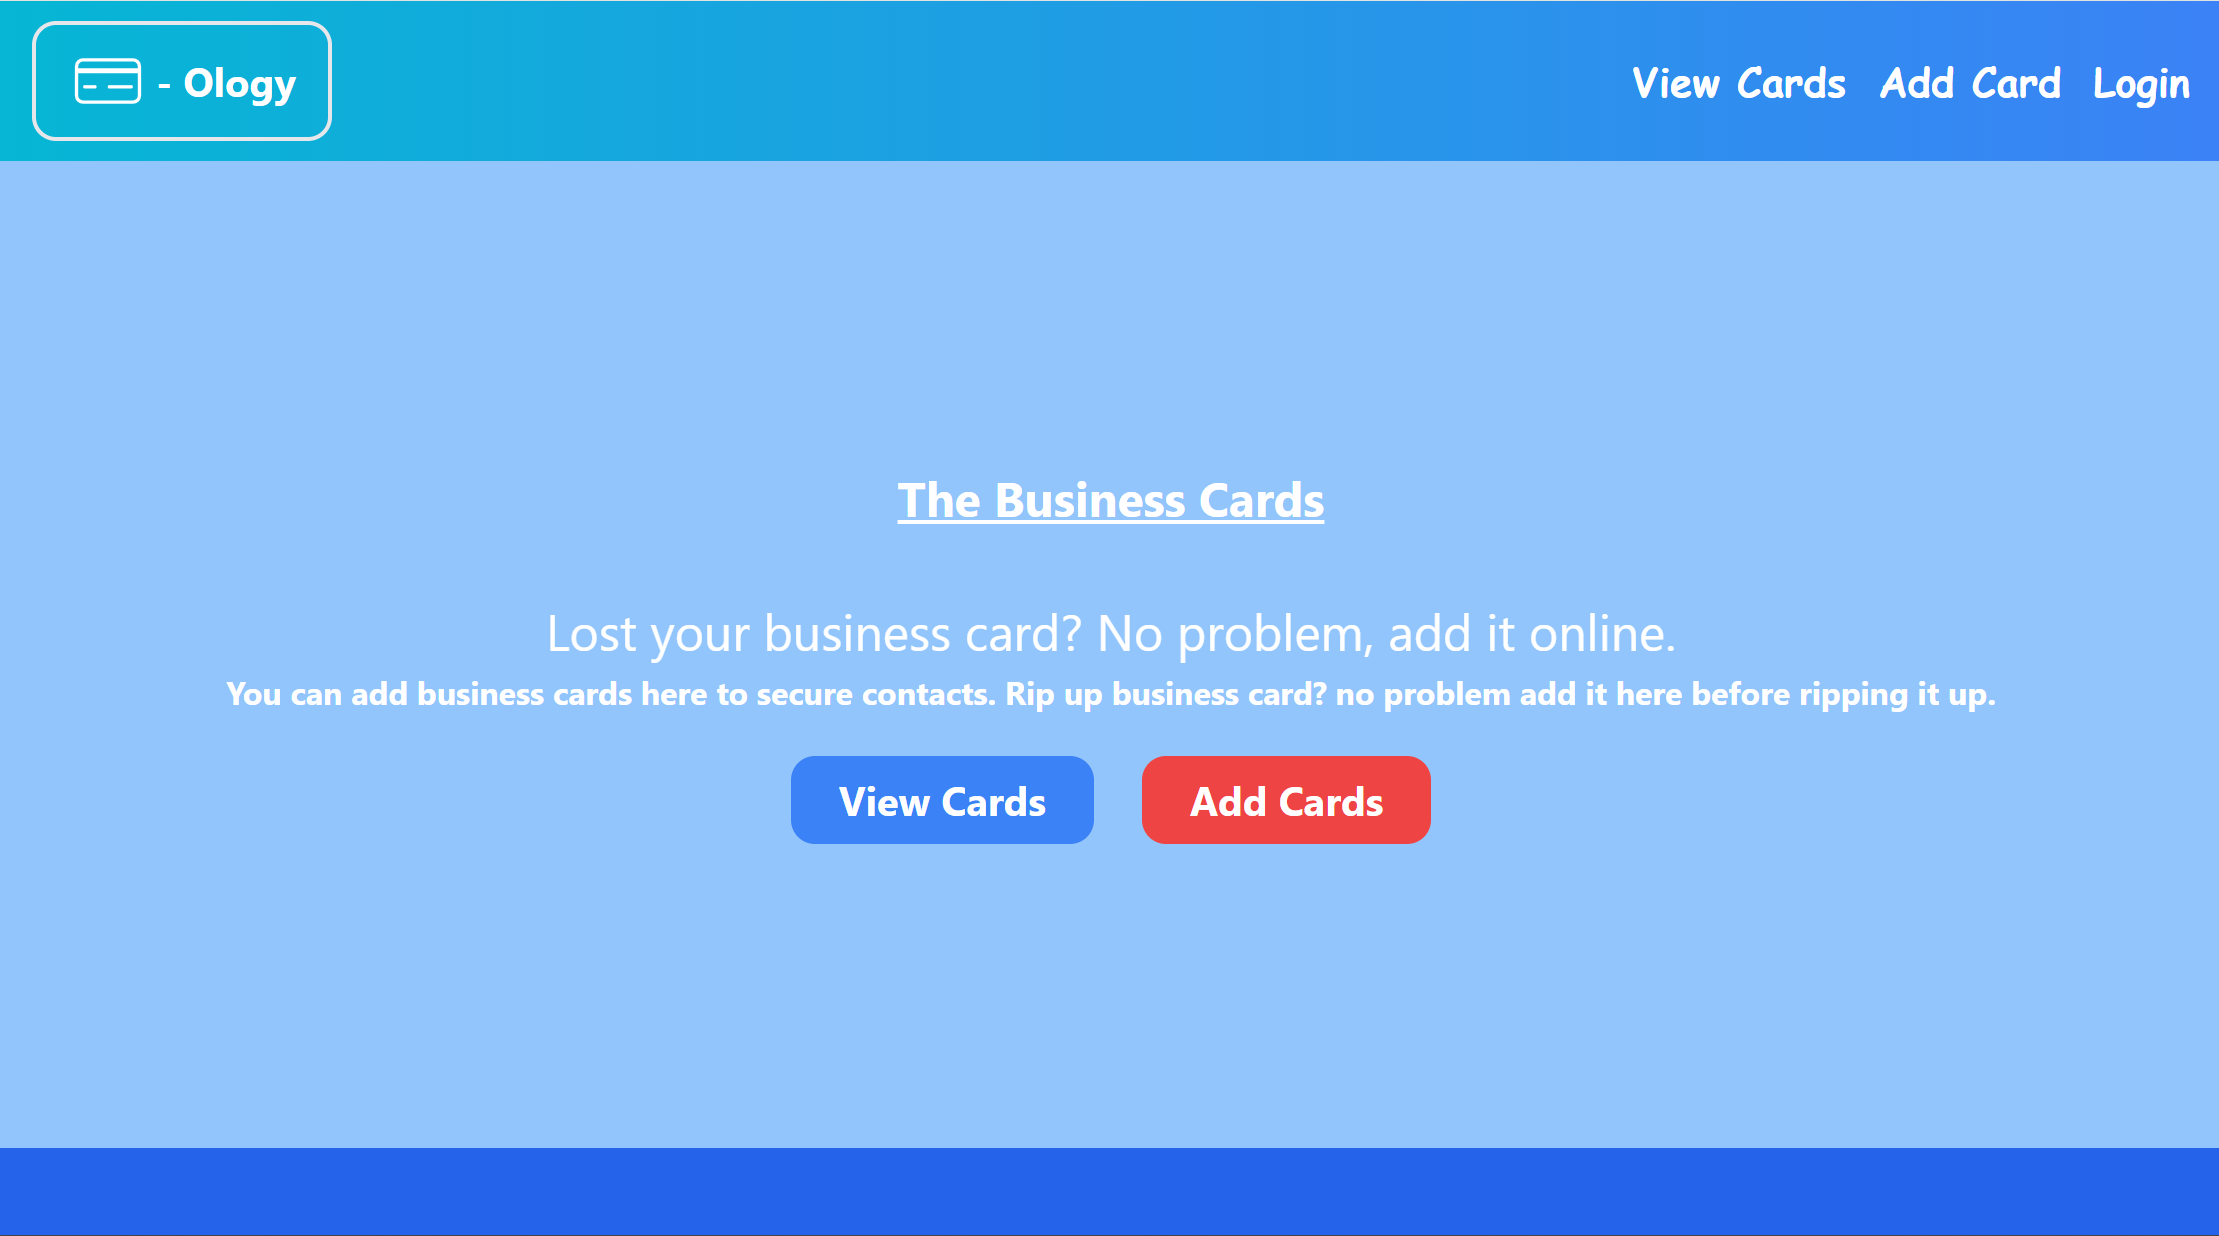 - Ology
View Cards Add Card Login
The Business Cards
Lost your business card? No problem, add it online.
You can add business cards here to secure contacts. Rip up business card? no problem add it here before ripping it up.
View Cards
Add Cards